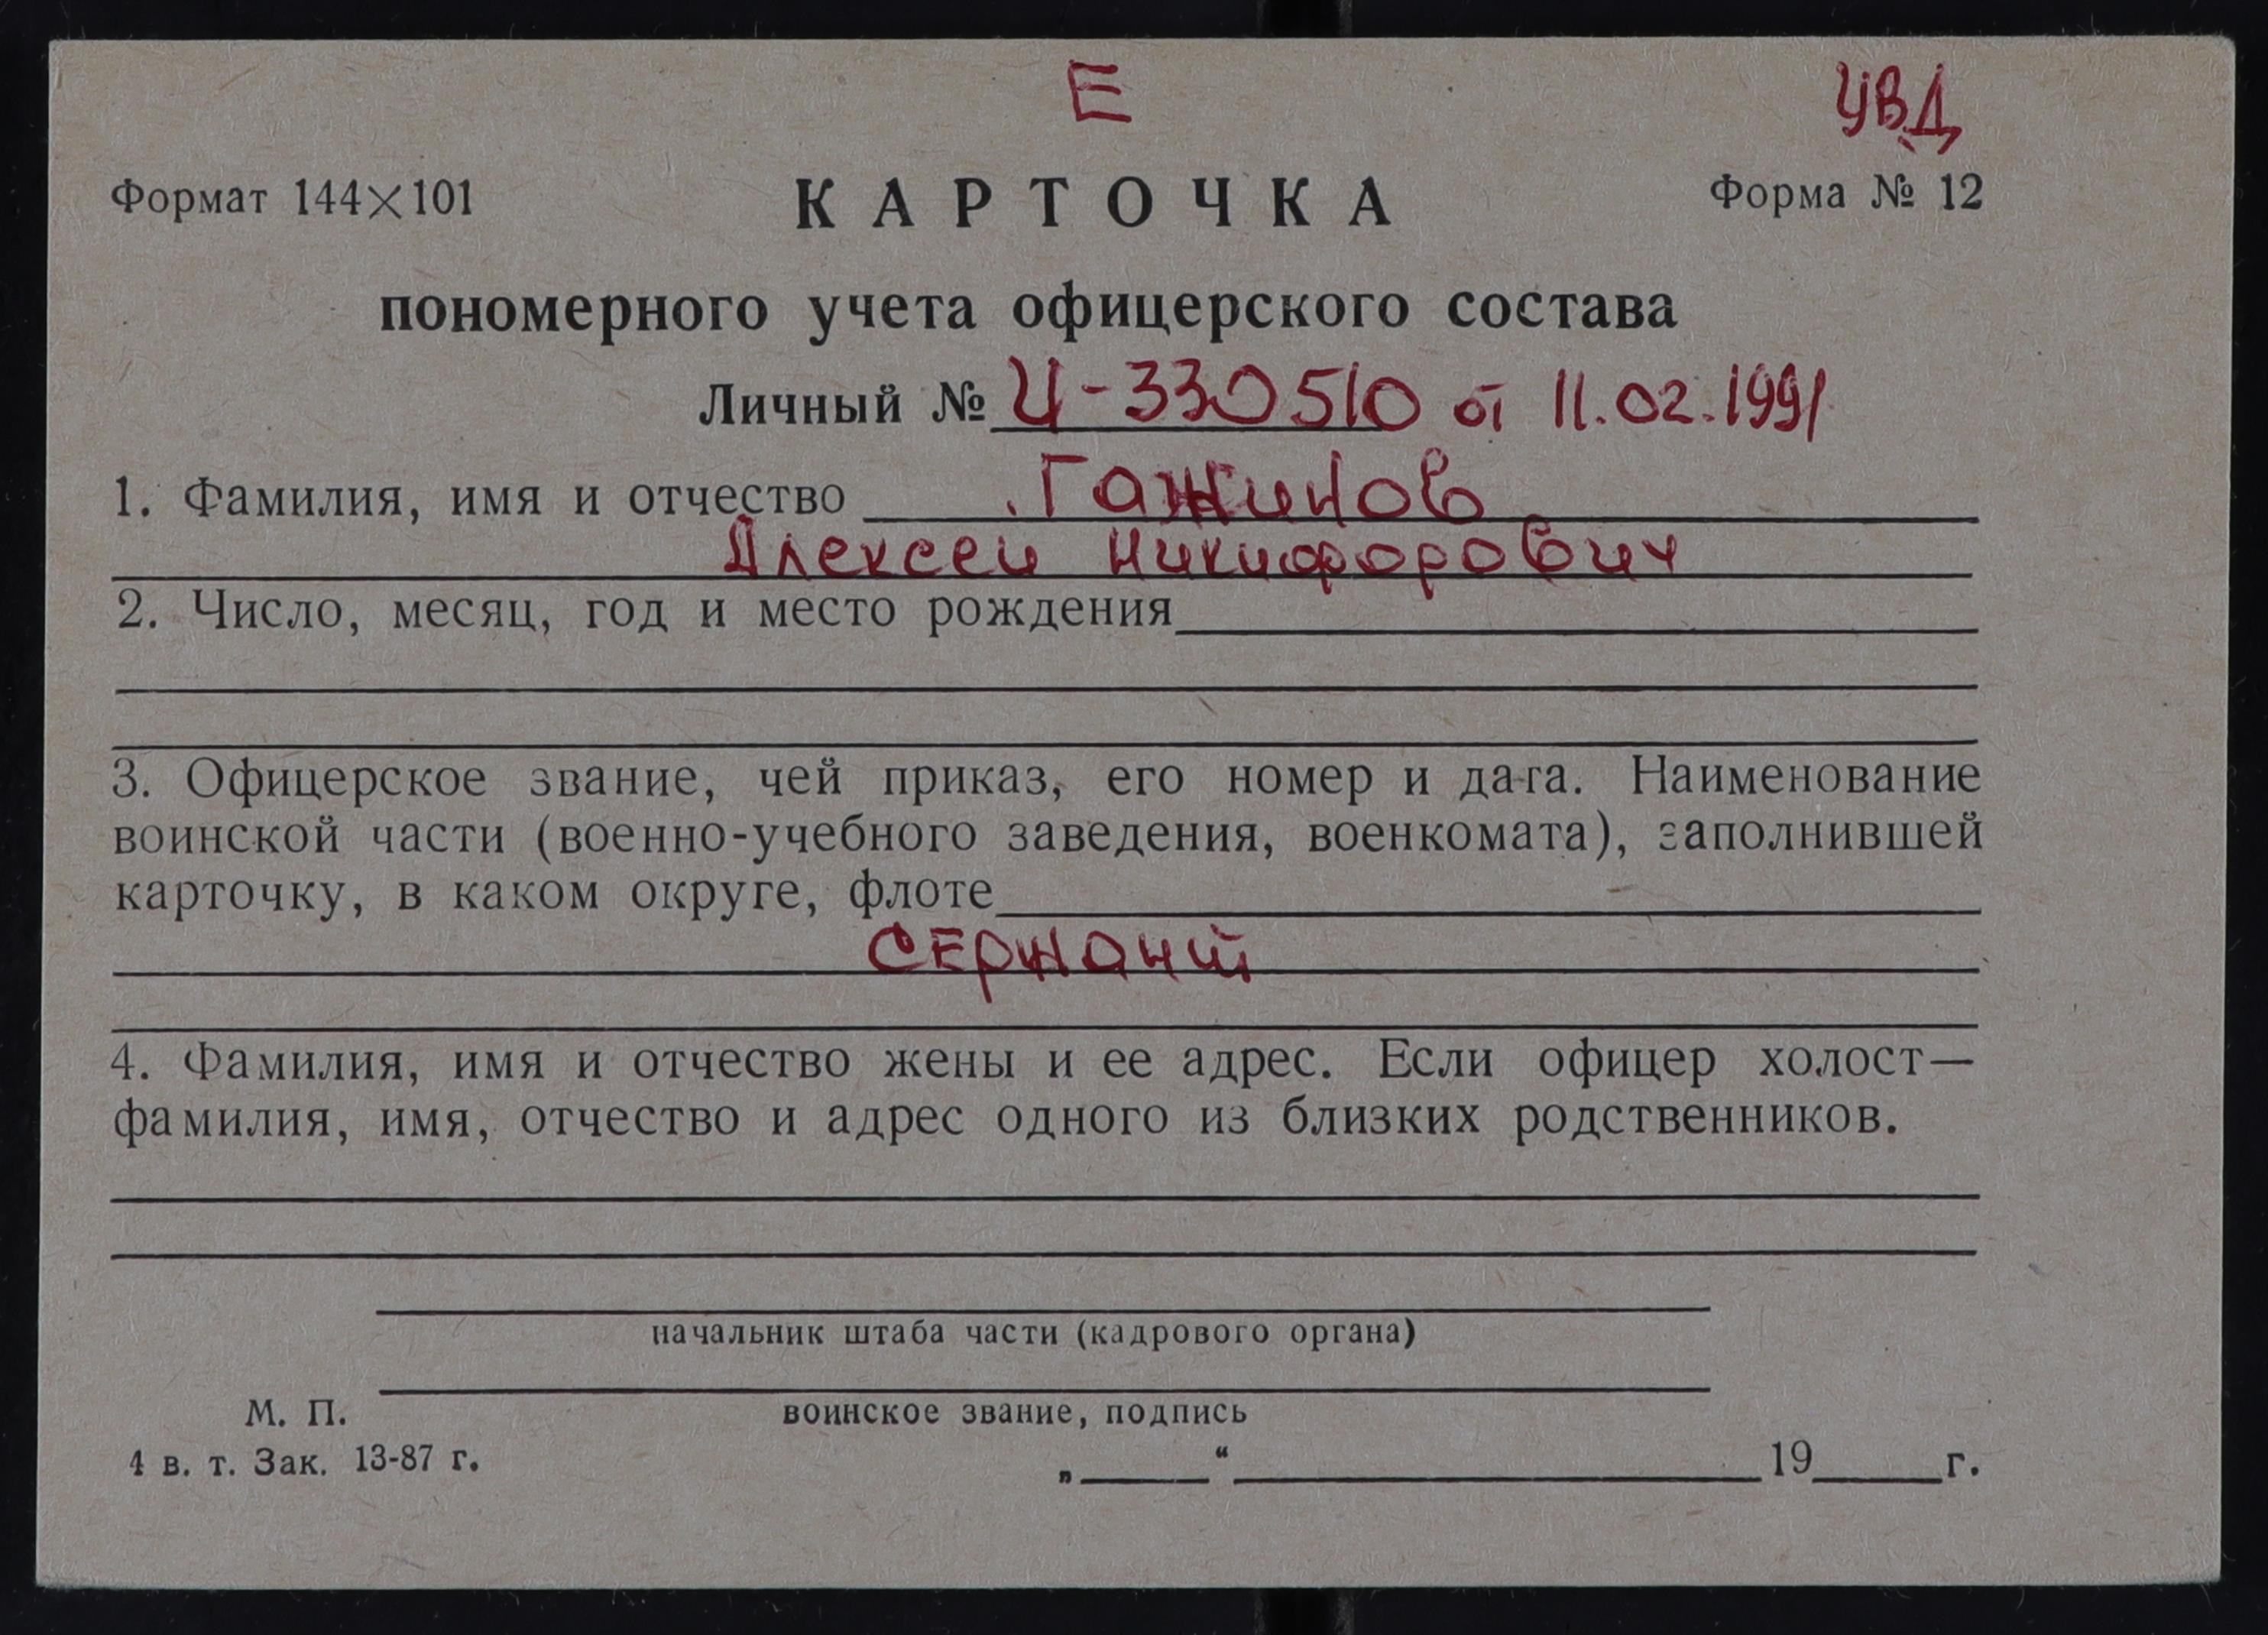 Е
УВД
Формат 144×101
КАРТОЧКА
Форма № 12
пономерного учета офицерского состава
Личный № Ц-330510 от 11.02.1991
1. Фамилия, имя и отчество Гажинов
Алексей Никифорович
2. Число, месяц, год и место рождения
3. Офицерское звание, чей приказ, его номер и дата. Наименование
воинской части (военно-учебного заведения, военкомата), заполнившей
карточку, в каком округе, флоте
СЕРЖАНТ
4. Фамилия, имя и отчество жены и ее адрес. Если офицер холост—
фамилия, имя, отчество и адрес одного из близких родственников.
начальник штаба части (кадрового органа)
М. П.
воинское звание, подпись
4 в. т. Зак. 13-87 г.
„ “ 19 г.